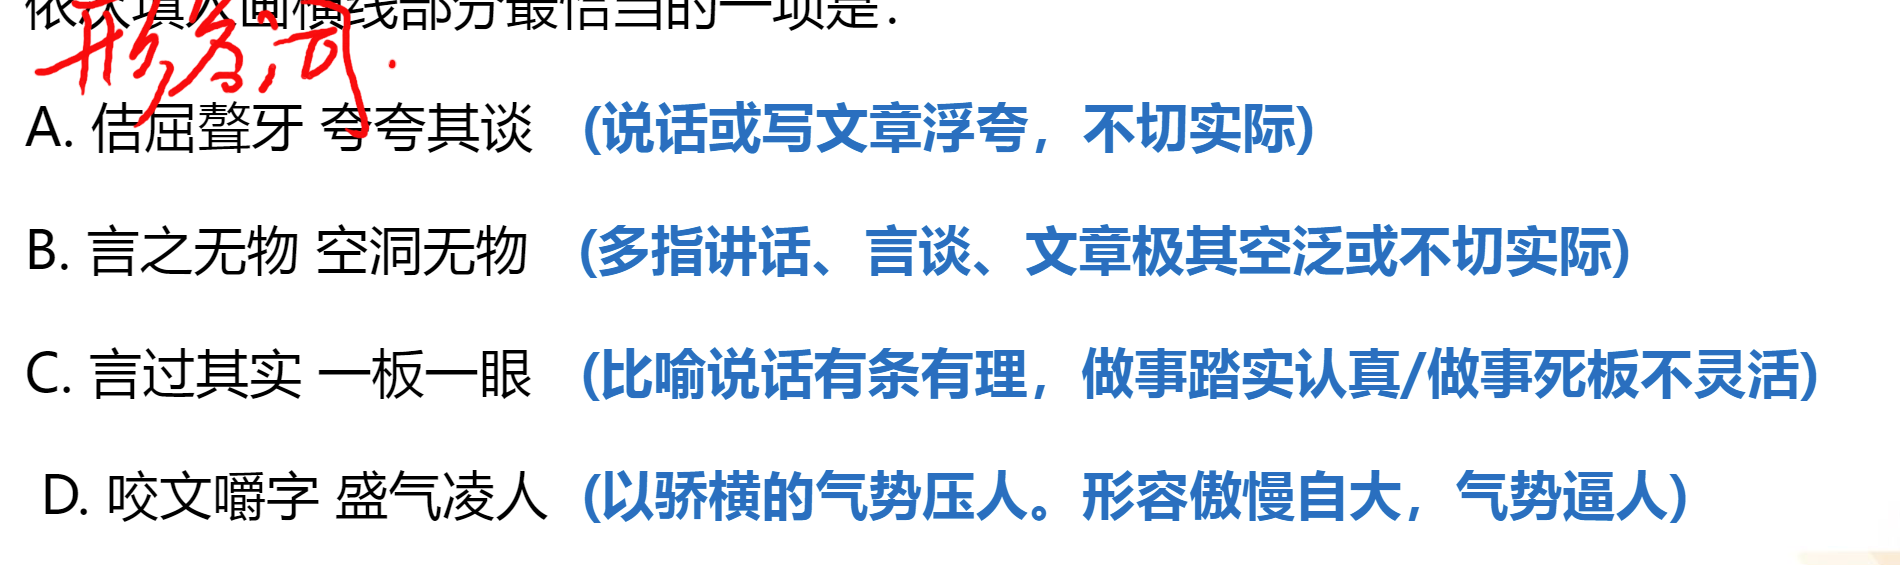 依次填入画横线部分最恰当的一项是：
形容词.
A. 佶屈聱牙 夸夸其谈 (说话或写文章浮夸，不切实际)
B. 言之无物 空洞无物 (多指讲话、言谈、文章极其空泛或不切实际)
C. 言过其实 一板一眼 (比喻说话有条有理，做事踏实认真/做事死板不灵活)
D. 咬文嚼字 盛气凌人 (以骄横的气势压人。形容傲慢自大，气势逼人)